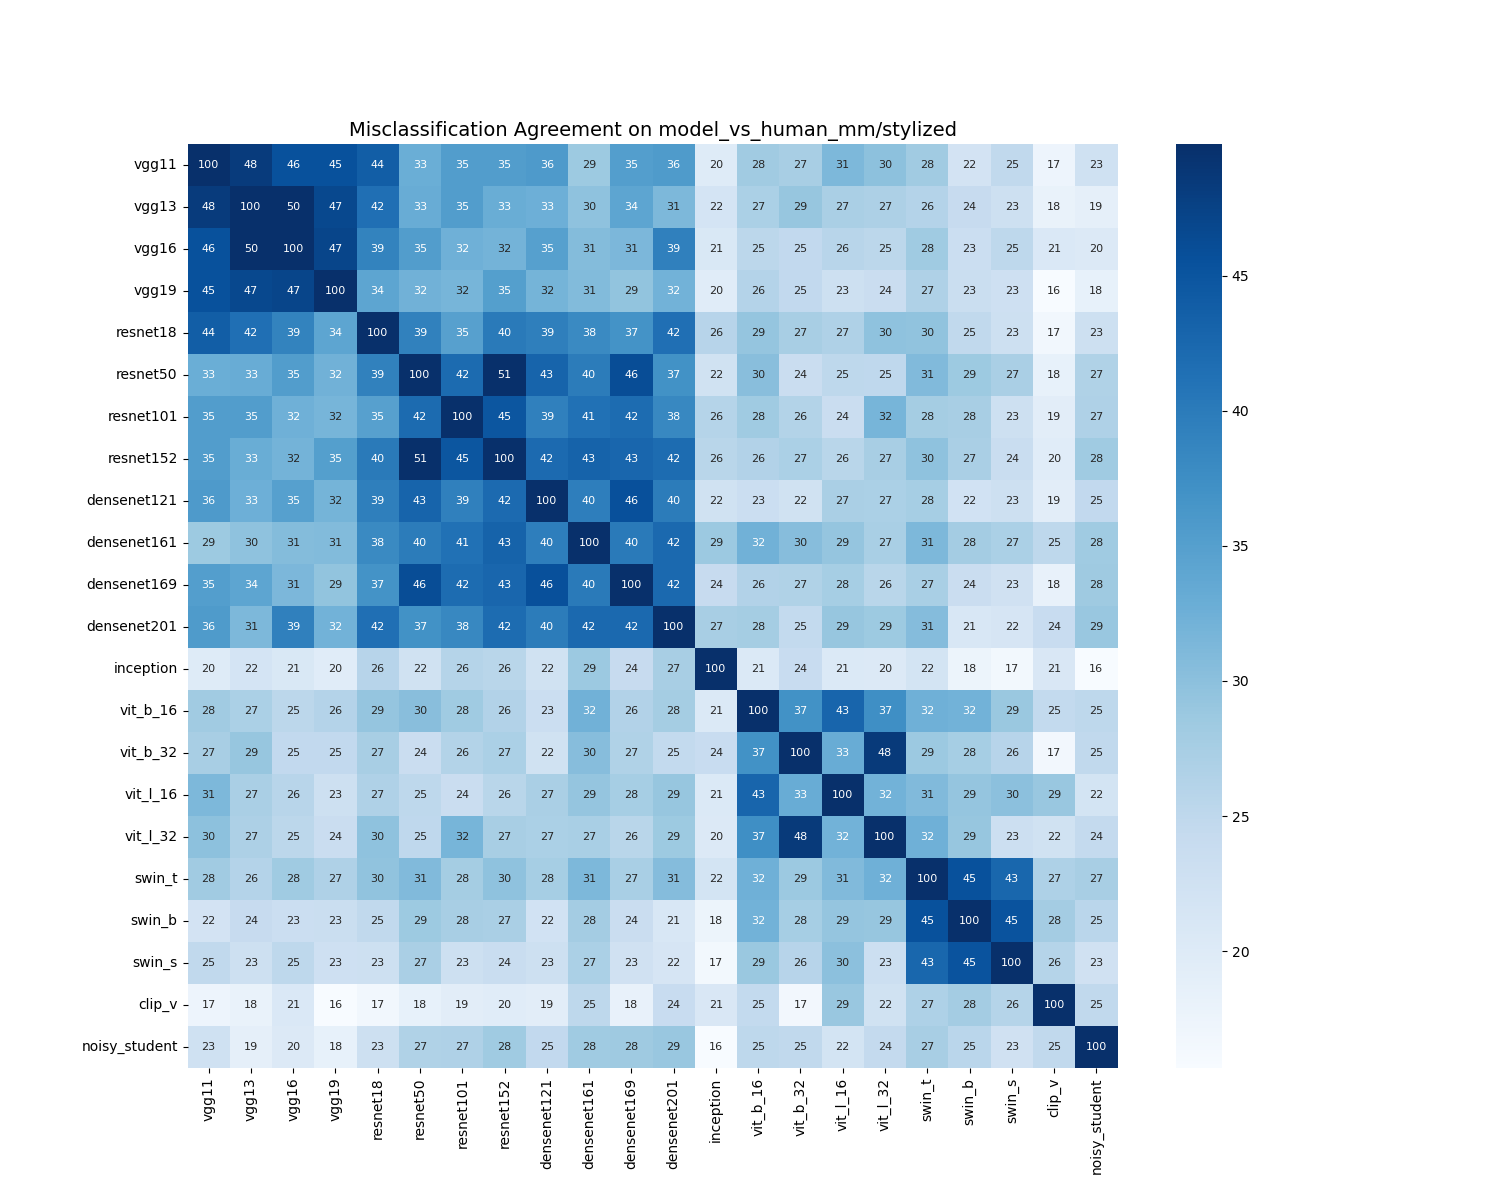 Misclassification Agreement on model_vs_human_mm/stylized
vgg11 100 48 46 45 44 33 35 35 36 29 35 36 20 28 27 31 30 28 22 25 17 23
vgg13 48 100 50 47 42 33 35 33 33 30 34 31 22 27 29 27 27 26 24 23 18 19
vgg16 46 50 100 47 39 35 32 32 35 31 31 39 21 25 25 26 25 28 23 25 21 20
vgg19 45 47 47 100 34 32 32 35 32 31 29 32 20 26 25 23 24 27 23 23 16 18
resnet18 44 42 39 34 100 39 35 40 39 38 37 42 26 29 27 27 30 30 25 23 17 23
resnet50 33 33 35 32 39 100 42 51 43 40 46 37 22 30 24 25 25 31 29 27 18 27
resnet101 35 35 32 32 35 42 100 45 39 41 42 38 26 28 26 24 32 28 28 23 19 27
resnet152 35 33 32 35 40 51 45 100 42 43 43 42 26 26 27 26 27 30 27 24 20 28
densenet121 36 33 35 32 39 43 39 42 100 40 46 40 22 23 22 27 27 28 22 23 19 25
densenet161 29 30 31 31 38 40 41 43 40 100 40 42 29 32 30 29 27 31 28 27 25 28
densenet169 35 34 31 29 37 46 42 43 46 40 100 42 24 26 27 28 26 27 24 23 18 28
densenet201 36 31 39 32 42 37 38 42 40 42 42 100 27 28 25 29 29 31 21 22 24 29
inception 20 22 21 20 26 22 26 26 22 29 24 27 100 21 24 21 20 22 18 17 21 16
vit_b_16 28 27 25 26 29 30 28 26 23 32 26 28 21 100 37 43 37 32 32 29 25 25
vit_b_32 27 29 25 25 27 24 26 27 22 30 27 25 24 37 100 33 48 29 28 26 17 25
vit_l_16 31 27 26 23 27 25 24 26 27 29 28 29 21 43 33 100 32 31 29 30 29 22
vit_l_32 30 27 25 24 30 25 32 27 27 27 26 29 20 37 48 32 100 32 29 23 22 24
swin_t 28 26 28 27 30 31 28 30 28 31 27 31 22 32 29 31 32 100 45 43 27 27
swin_b 22 24 23 23 25 29 28 27 22 28 24 21 18 32 28 29 29 45 100 45 28 25
swin_s 25 23 25 23 23 27 23 24 23 27 23 22 17 29 26 30 23 43 45 100 26 23
clip_v 17 18 21 16 17 18 19 20 19 25 18 24 21 25 17 29 22 27 28 26 100 25
noisy_student 23 19 20 18 23 27 27 28 25 28 28 29 16 25 25 22 24 27 25 23 25 100
vgg11 vgg13 vgg16 vgg19 resnet18 resnet50 resnet101 resnet152 densenet121 densenet161 densenet169 densenet201 inception vit_b_16 vit_b_32 vit_l_16 vit_l_32 swin_t swin_b swin_s clip_v noisy_student
45
40
35
30
25
20